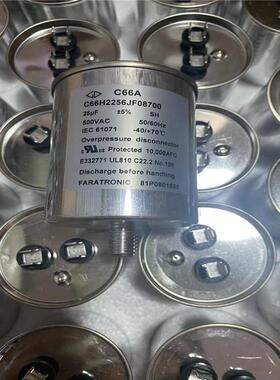 C66A
C66H2256JF08700
25μF ±5% SH
500VAC 50/60Hz
IEC 61071 -40/+70°C
Overpressure disconnection
Protected 10,000AFC
E232771 UL810 C22.2 No.190
Discharge before handling
FARATRONIC